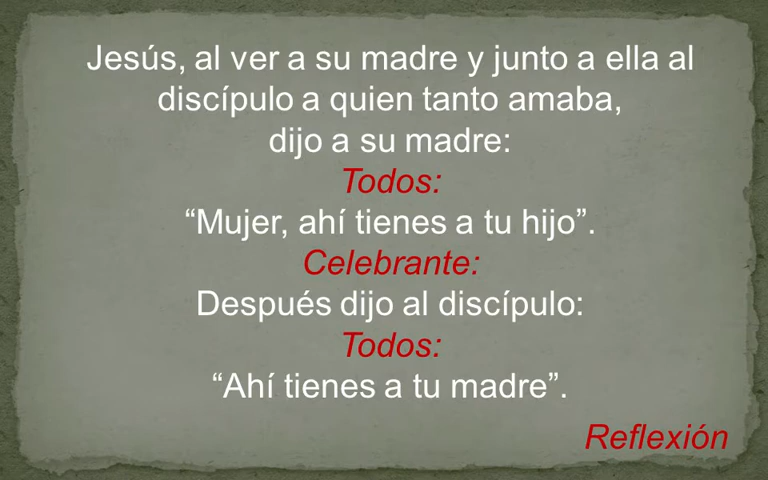 Jesús, al ver a su madre y junto a ella al
discípulo a quien tanto amaba,
dijo a su madre:
Todos:
“Mujer, ahí tienes a tu hijo”.
Celebrante:
Después dijo al discípulo:
Todos:
“Ahí tienes a tu madre”.
Reflexión